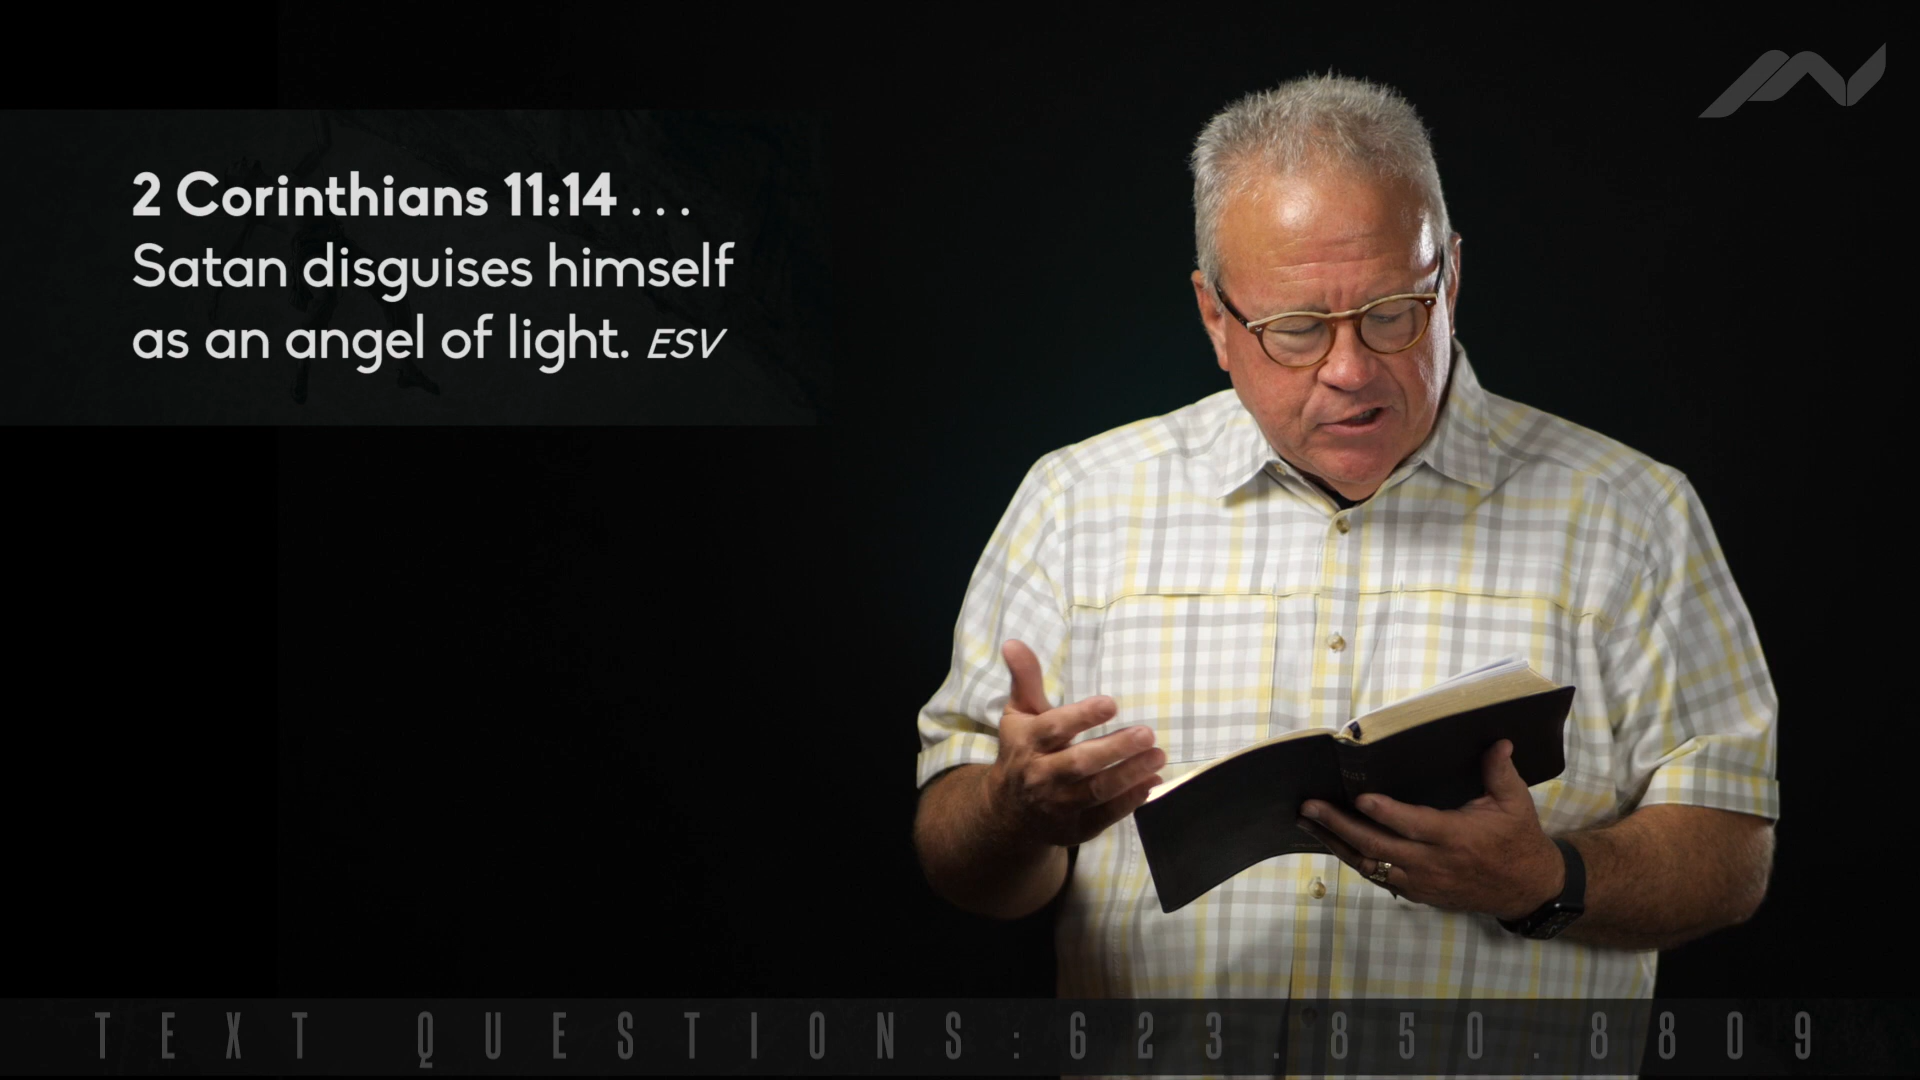 2 Corinthians 11:14 . . .
Satan disguises himself
as an angel of light. ESV
TEXT QUESTIONS: 623.850.8809